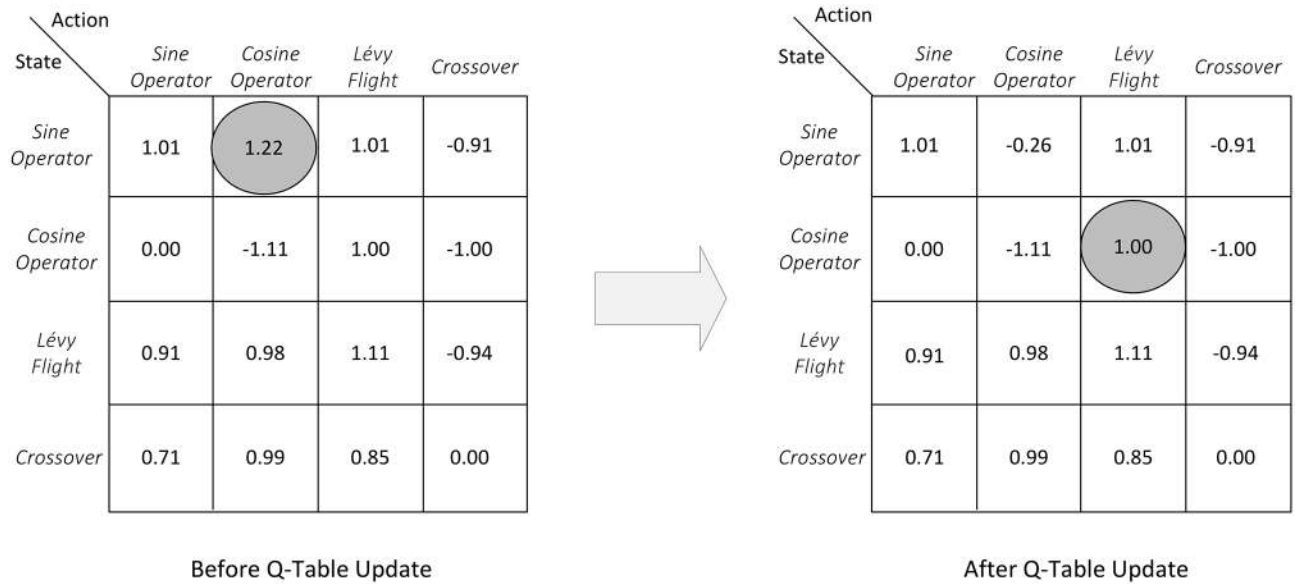 Action
State
Sine Operator
Cosine Operator
Lévy Flight
Crossover
Sine Operator
1.01 1.22 1.01 -0.91
Cosine Operator
0.00 -1.11 1.00 -1.00
Lévy Flight
0.91 0.98 1.11 -0.94
Crossover
0.71 0.99 0.85 0.00
Before Q-Table Update
Action
State
Sine Operator
Cosine Operator
Lévy Flight
Crossover
Sine Operator
1.01 -0.26 1.01 -0.91
Cosine Operator
0.00 -1.11 1.00 -1.00
Lévy Flight
0.91 0.98 1.11 -0.94
Crossover
0.71 0.99 0.85 0.00
After Q-Table Update